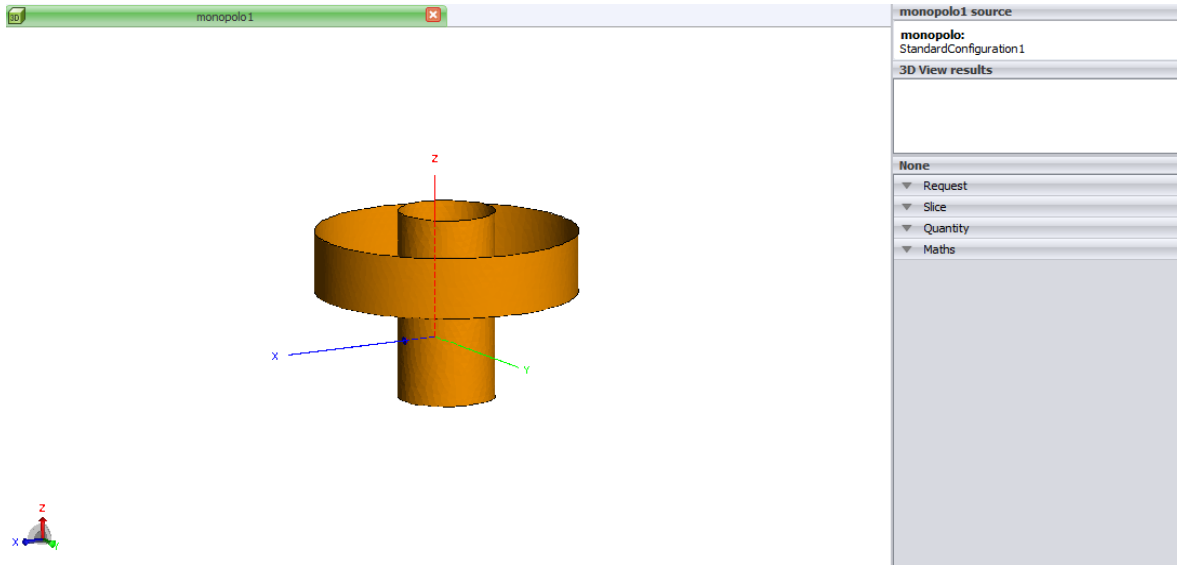 3D monopolo1
monopolo1 source
monopolo:
StandardConfiguration1
3D View results
None
Request
Slice
Quantity
Maths
Z
X
Y
Z
X
Y